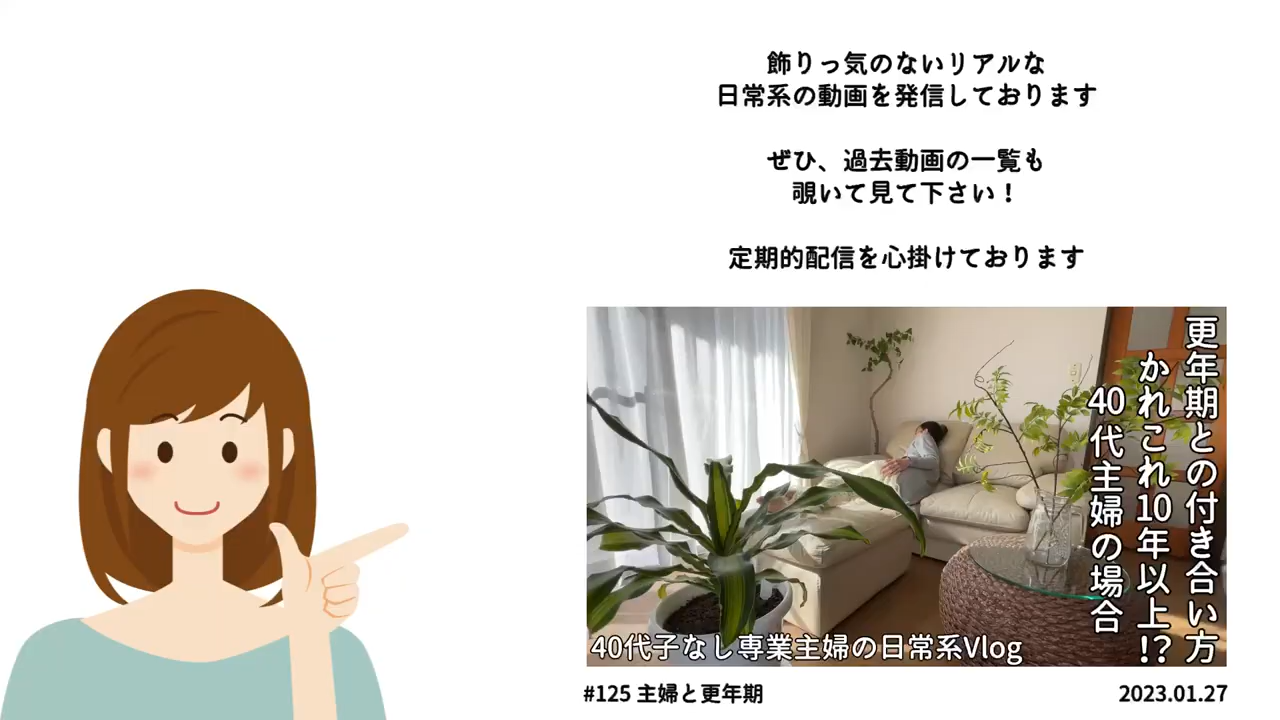 飾りっ気のないリアルな
日常系の動画を発信しております
ぜひ、過去動画の一覧も
覗いて見て下さい！
定期的配信を心掛けております
更年期との付き合い方
かれこれ10年以上!?
40代主婦の場合
40代子なし専業主婦の日常系Vlog
#125 主婦と更年期
2023.01.27